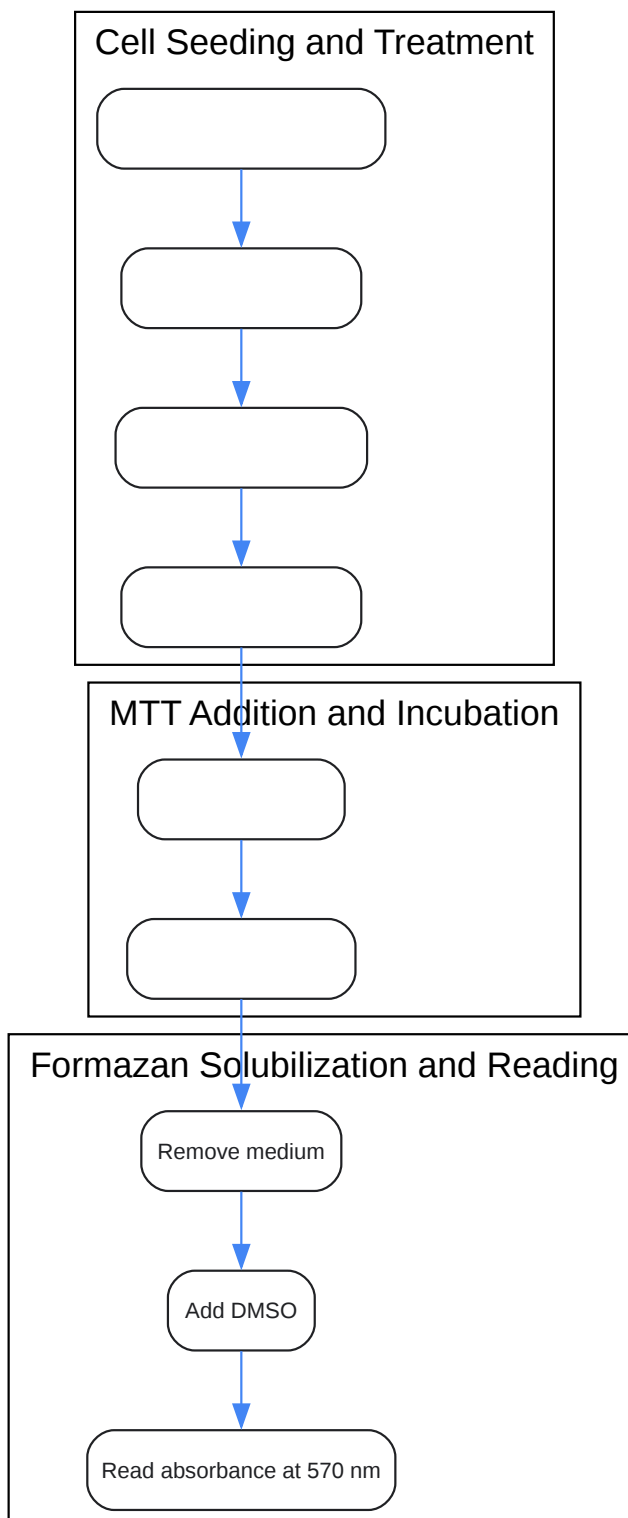 Cell Seeding and Treatment
MTT Addition and Incubation
Formazan Solubilization and Reading
Remove medium
Add DMSO
Read absorbance at 570 nm